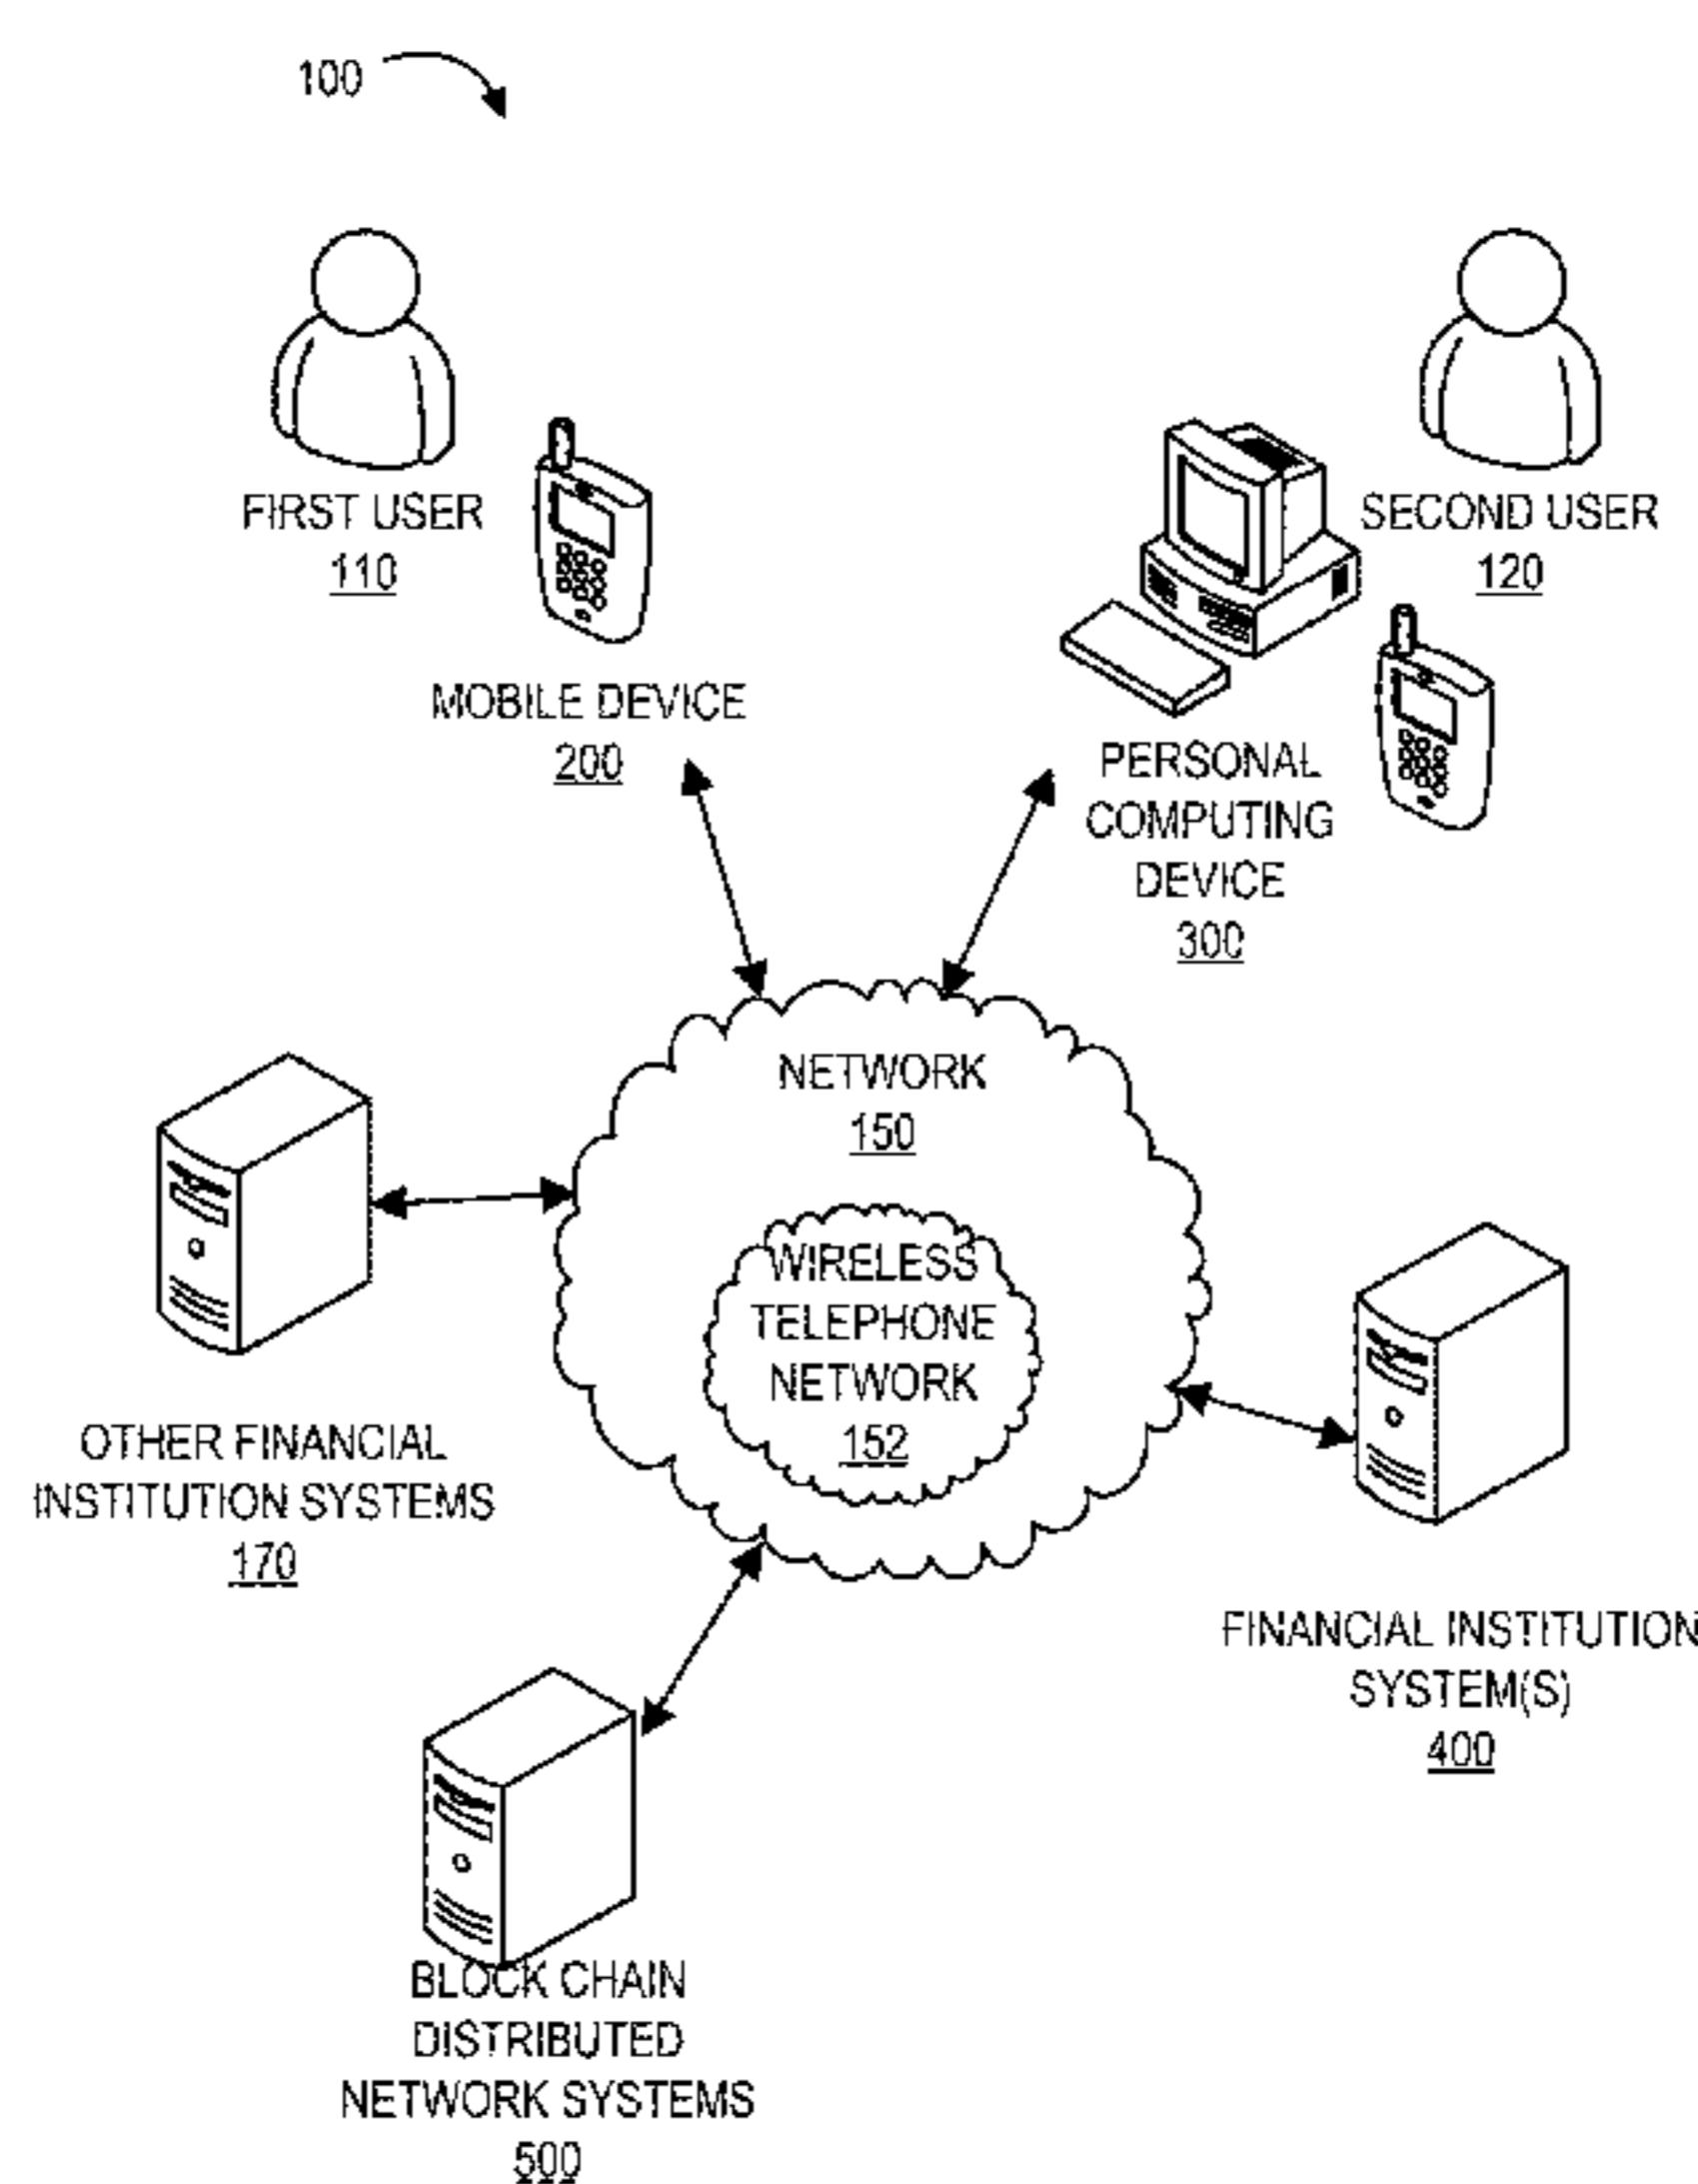 100
FIRST USER
110
SECOND USER
120
MOBILE DEVICE
200
PERSONAL
COMPUTING
DEVICE
300
NETWORK
150
WIRELESS
TELEPHONE
NETWORK
152
OTHER FINANCIAL
INSTITUTION SYSTEMS
170
FINANCIAL INSTITUTION
SYSTEM(S)
400
BLOCK CHAIN
DISTRIBUTED
NETWORK SYSTEMS
500